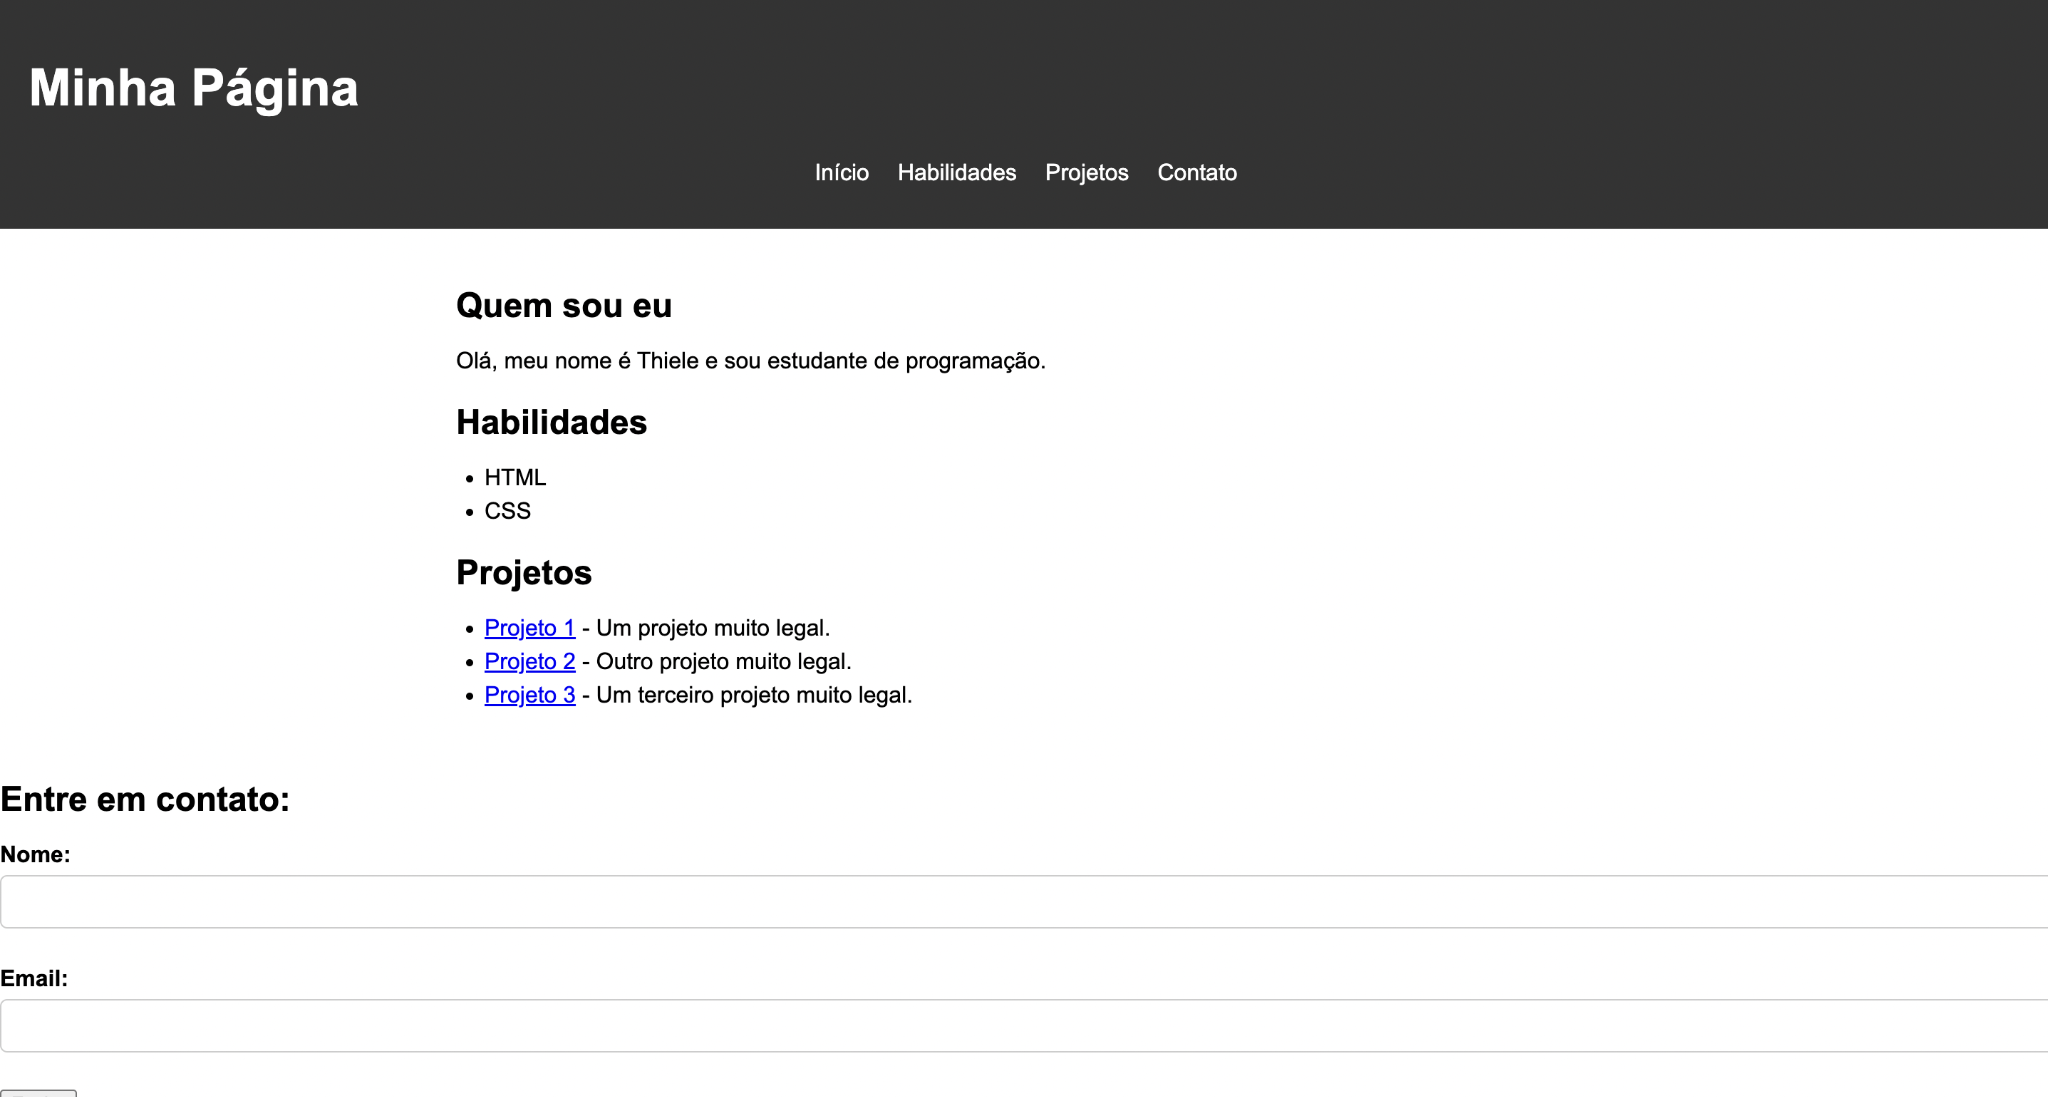 Minha Página
Início Habilidades Projetos Contato
Quem sou eu
Olá, meu nome é Thiele e sou estudante de programação.
Habilidades
• HTML
• CSS
Projetos
• Projeto 1 - Um projeto muito legal.
• Projeto 2 - Outro projeto muito legal.
• Projeto 3 - Um terceiro projeto muito legal.
Entre em contato:
Nome:
Email: